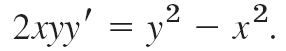 2xyy′ = y² − x².